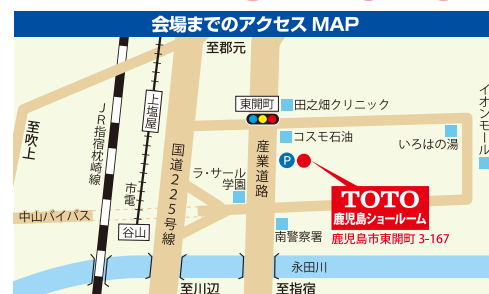 会場までのアクセス MAP
至郡元
東開町
田之畑クリニック
上塩屋
JR指宿枕崎線
至吹上
コスモ石油
いろはの湯
イオンモール
国道225号線
産業道路
ラ・サール
学園
P
市電
TOTO
鹿児島ショールーム
中山バイパス
谷山
南警察署
鹿児島市東開町 3-167
永田川
至川辺
至指宿